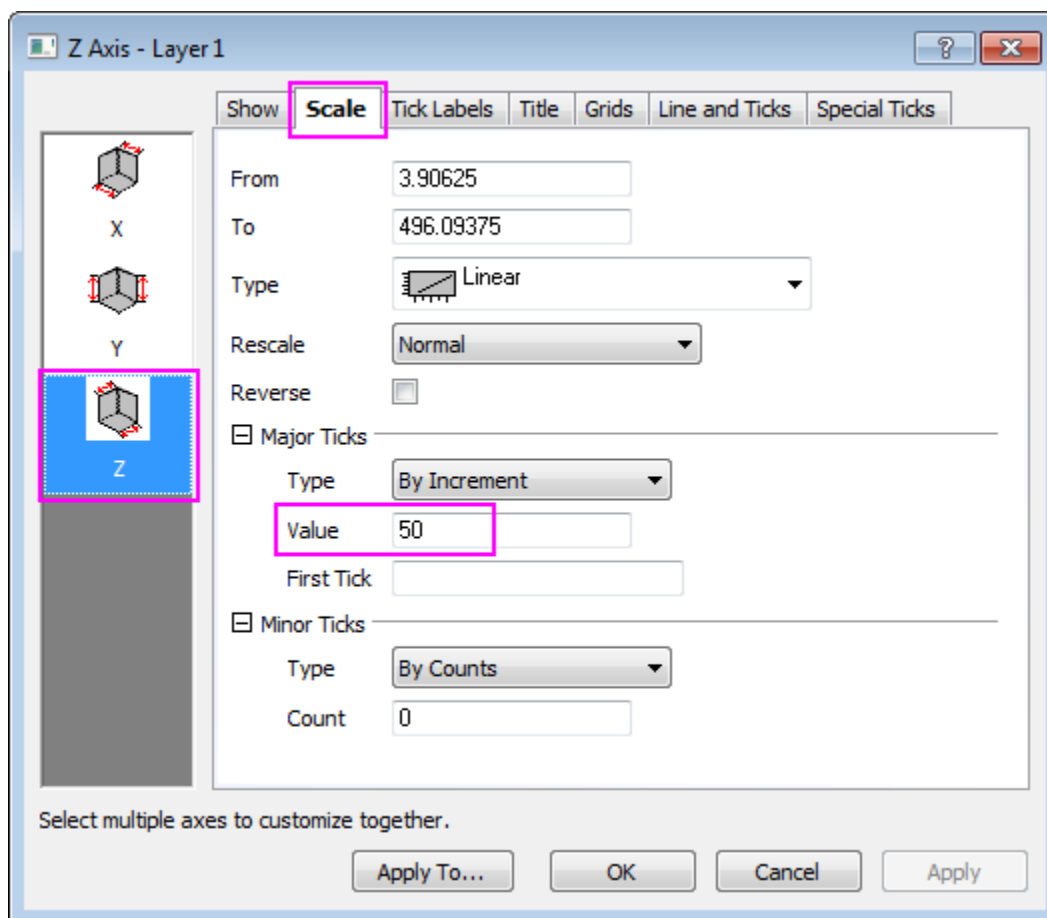 Z Axis - Layer 1
Show Scale Tick Labels Title Grids Line and Ticks Special Ticks
X
Y
Z
From 3.90625
To 496.09375
Type Linear
Rescale Normal
Reverse
Major Ticks
Type By Increment
Value 50
First Tick
Minor Ticks
Type By Counts
Count 0
Select multiple axes to customize together.
Apply To... OK Cancel Apply